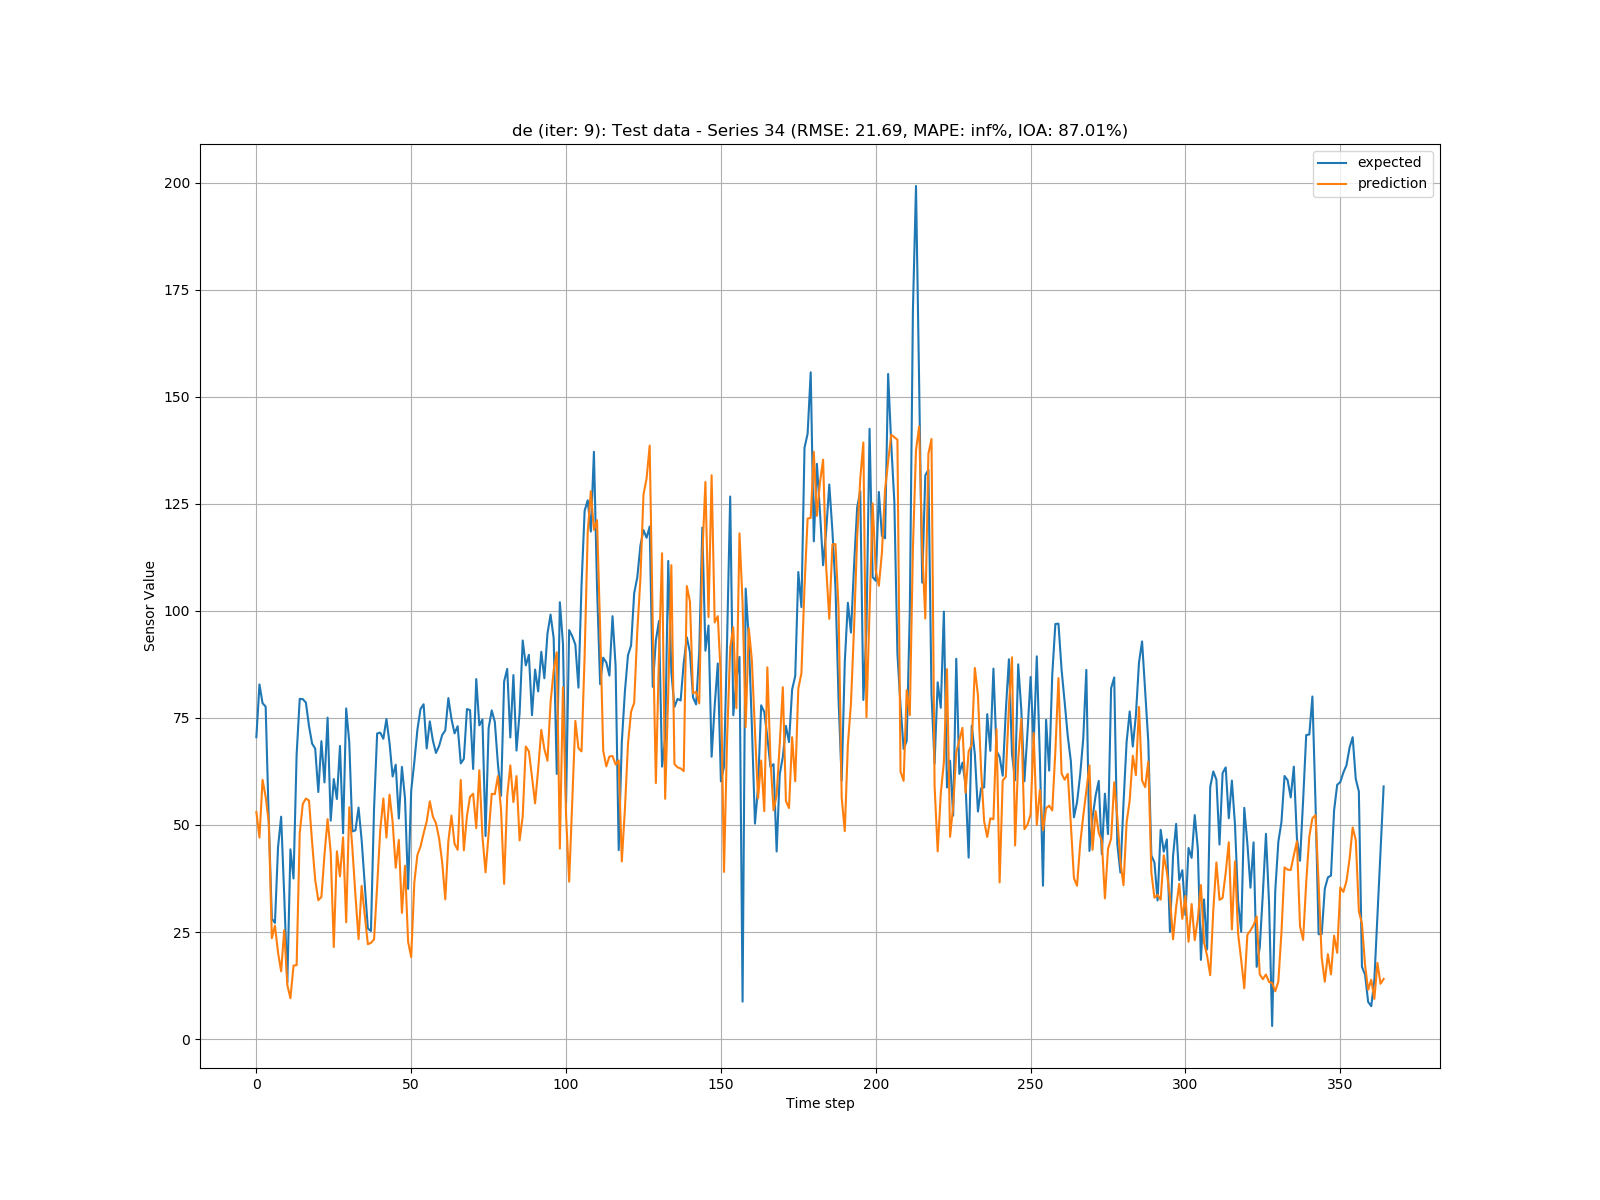 de (iter: 9): Test data - Series 34 (RMSE: 21.69, MAPE: inf%, IOA: 87.01%)
expected
prediction
200
175
150
125
100
75
50
25
0
Sensor Value
0 50 100 150 200 250 300 350
Time step